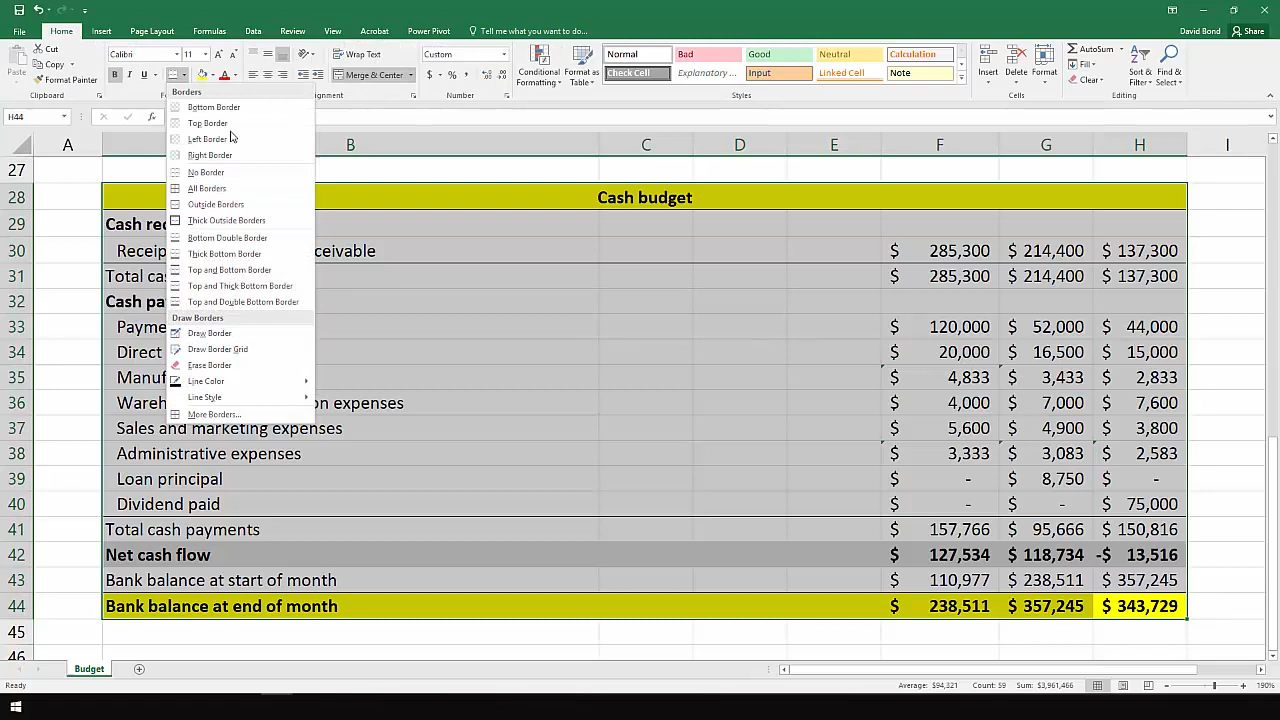 File Home Insert Page Layout Formulas Data Review View Acrobat Power Pivot Tell me what you want to do David Bond Share
Cut Calibri 11 Wrap Text Custom Normal Bad Good Neutral Calculation AutoSum
Paste Copy Conditional Format as Insert Delete Format Fill Sort & Find &
Format Painter B I U A Merge & Center $ % , Formatting Table Check Cell Explanatory ... Input Linked Cell Note Clear Filter Select
Clipboard Alignment Number Styles Cells Editing
H44 fx
Borders
Bottom Border
Top Border
Left Border
Right Border
No Border
All Borders
Outside Borders
Thick Outside Borders
Bottom Double Border
Thick Bottom Border
Top and Bottom Border
Top and Thick Bottom Border
Top and Double Bottom Border
Draw Borders
Draw Border
Draw Border Grid
Erase Border
Line Color
Line Style
More Borders...
A B C D E F G H I
27
28 Cash budget
29 Cash rec
30 Receip ceivable $ 285,300 $ 214,400 $ 137,300
31 Total cas $ 285,300 $ 214,400 $ 137,300
32 Cash pa
33 Payme $ 120,000 $ 52,000 $ 44,000
34 Direct $ 20,000 $ 16,500 $ 15,000
35 Manuf $ 4,833 $ 3,433 $ 2,833
36 Wareh on expenses $ 4,000 $ 7,000 $ 7,600
37 Sales and marketing expenses $ 5,600 $ 4,900 $ 3,800
38 Administrative expenses $ 3,333 $ 3,083 $ 2,583
39 Loan principal $ - $ 8,750 $ -
40 Dividend paid $ - $ - $ 75,000
41 Total cash payments $ 157,766 $ 95,666 $ 150,816
42 Net cash flow $ 127,534 $ 118,734 -$ 13,516
43 Bank balance at start of month $ 110,977 $ 238,511 $ 357,245
44 Bank balance at end of month $ 238,511 $ 357,245 $ 343,729
45
46
Budget
Ready Average: $94,321 Count: 59 Sum: $3,961,466 190%